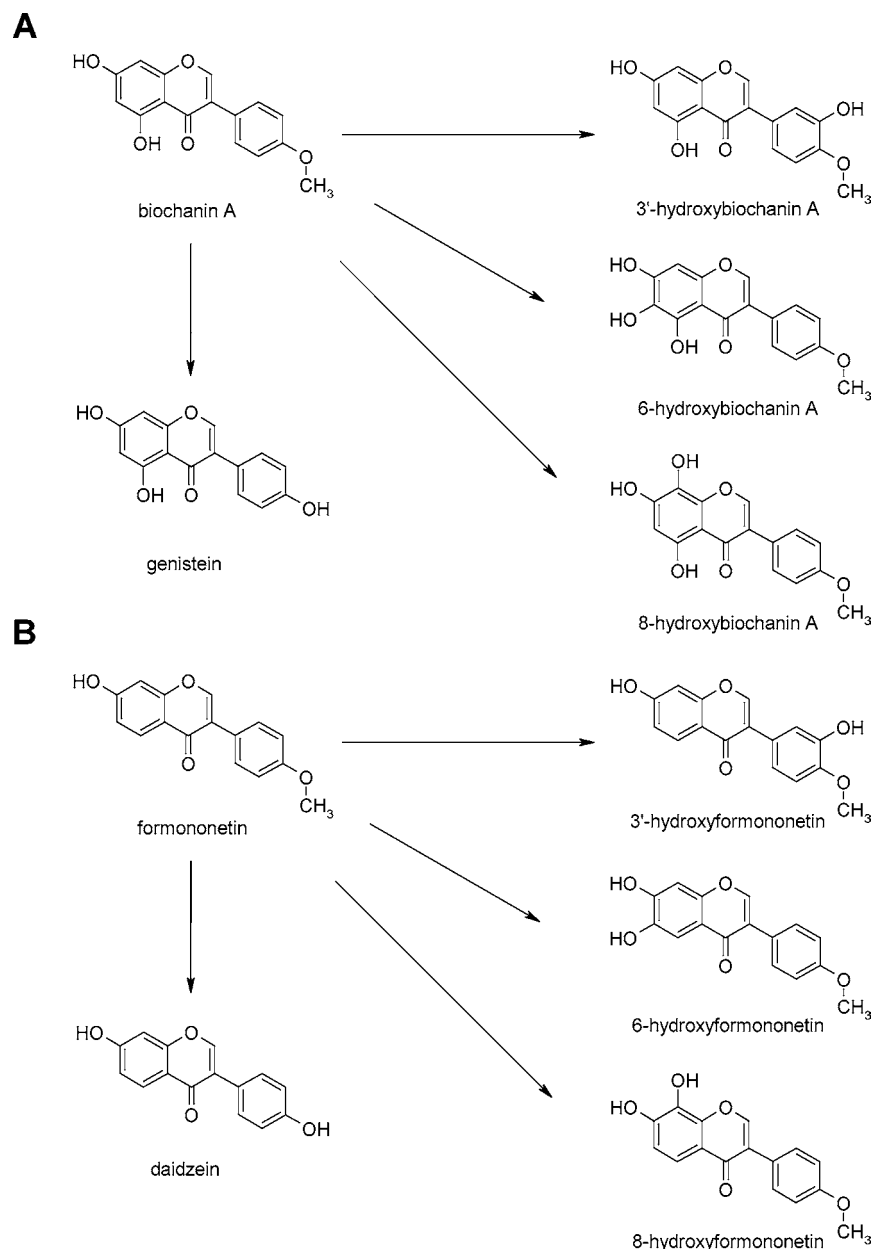 A
HO
O
OH
O
O
CH3
biochanin A
HO
O
OH
OH
O
O
CH3
3'-hydroxybiochanin A
HO
O
HO
OH
O
O
CH3
6-hydroxybiochanin A
HO
O
OH
O
OH
genistein
OH
HO
O
OH
O
O
CH3
8-hydroxybiochanin A
B
HO
O
O
O
CH3
formononetin
HO
O
OH
O
O
CH3
3'-hydroxyformononetin
HO
O
HO
O
O
CH3
6-hydroxyformononetin
HO
O
O
OH
daidzein
OH
HO
O
O
O
CH3
8-hydroxyformononetin